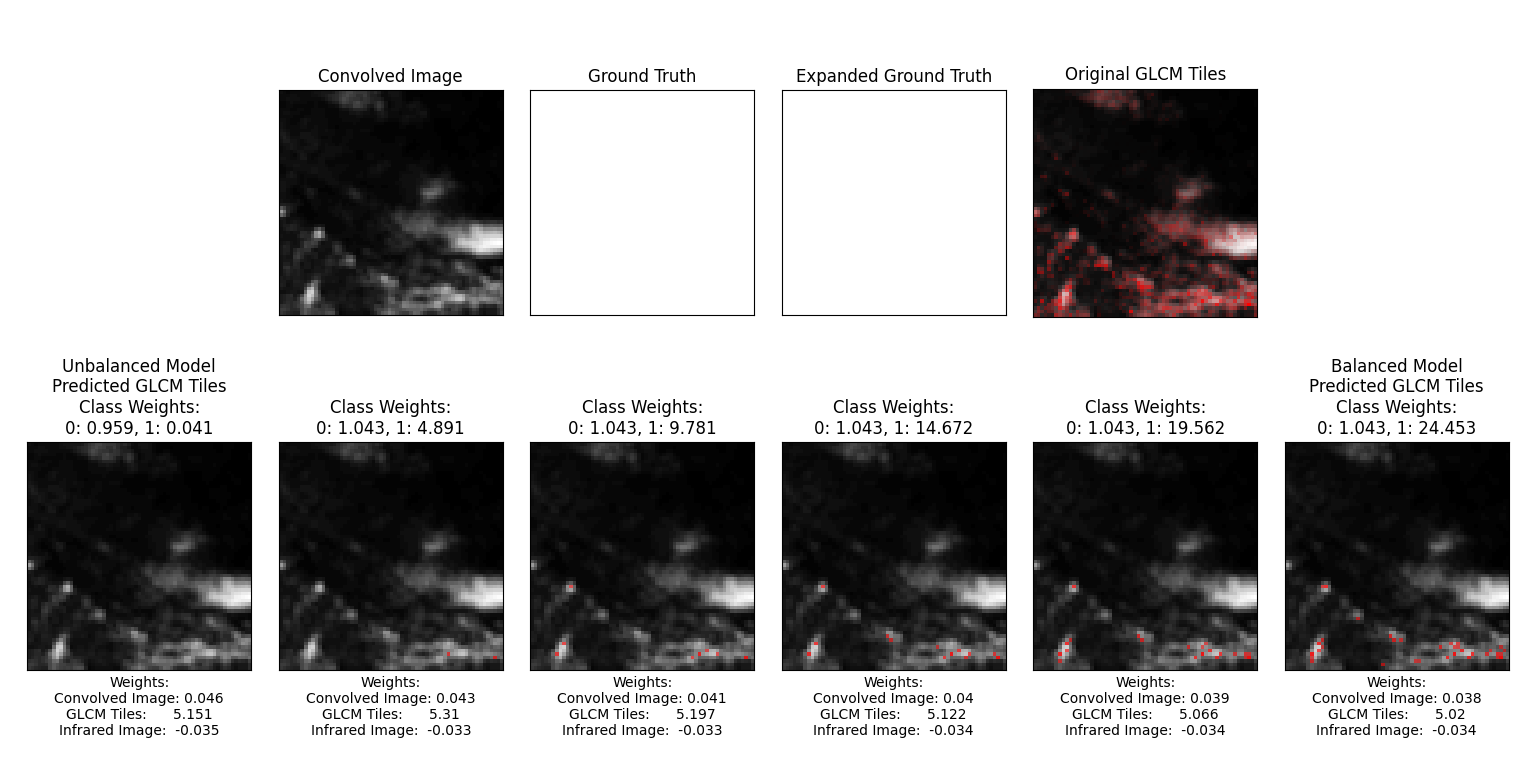 Convolved Image
Ground Truth
Expanded Ground Truth
Original GLCM Tiles
Unbalanced Model
Predicted GLCM Tiles
Class Weights:
0: 0.959, 1: 0.041
Class Weights:
0: 1.043, 1: 4.891
Class Weights:
0: 1.043, 1: 9.781
Class Weights:
0: 1.043, 1: 14.672
Class Weights:
0: 1.043, 1: 19.562
Balanced Model
Predicted GLCM Tiles
Class Weights:
0: 1.043, 1: 24.453
Weights:
Convolved Image: 0.046
GLCM Tiles: 5.151
Infrared Image: -0.035
Weights:
Convolved Image: 0.043
GLCM Tiles: 5.31
Infrared Image: -0.033
Weights:
Convolved Image: 0.041
GLCM Tiles: 5.197
Infrared Image: -0.033
Weights:
Convolved Image: 0.04
GLCM Tiles: 5.122
Infrared Image: -0.034
Weights:
Convolved Image: 0.039
GLCM Tiles: 5.066
Infrared Image: -0.034
Weights:
Convolved Image: 0.038
GLCM Tiles: 5.02
Infrared Image: -0.034